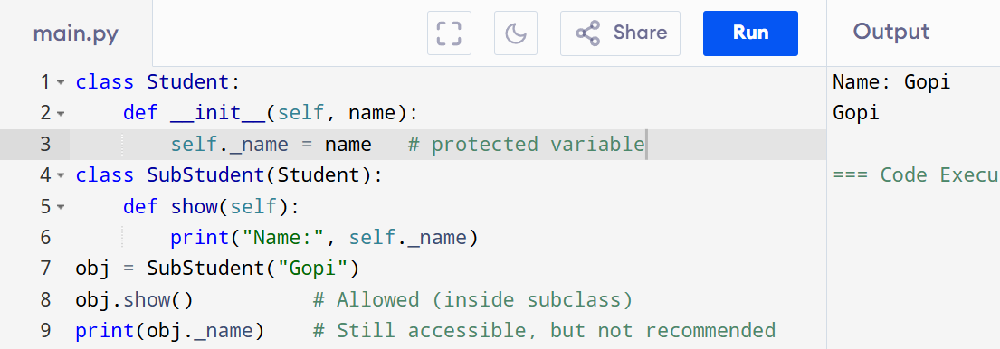 main.py
Share
Run
Output
1 class Student:
2     def __init__(self, name):
3         self._name = name   # protected variable
4 class SubStudent(Student):
5     def show(self):
6         print("Name:", self._name)
7 obj = SubStudent("Gopi")
8 obj.show()          # Allowed (inside subclass)
9 print(obj._name)    # Still accessible, but not recommended
Name: Gopi
Gopi
=== Code Execu